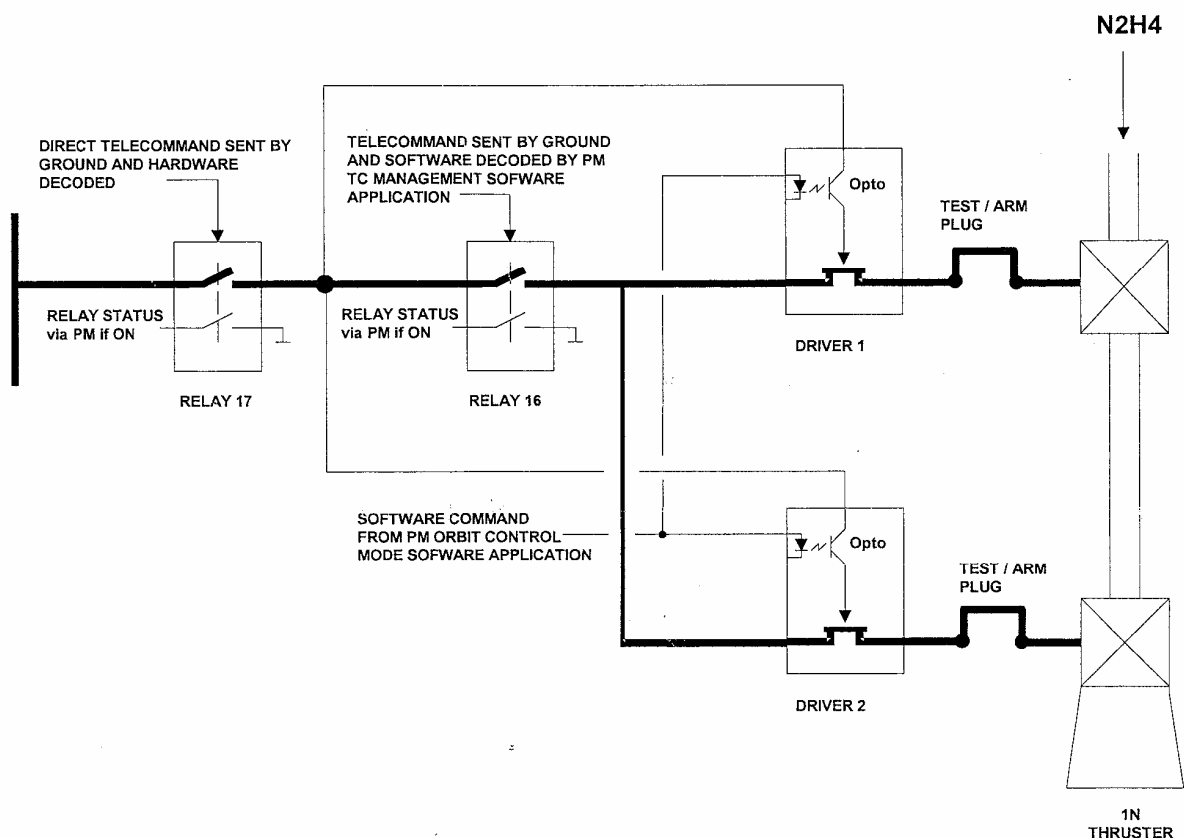 N2H4
DIRECT TELECOMMAND SENT BY
GROUND AND HARDWARE
DECODED
TELECOMMAND SENT BY GROUND
AND SOFTWARE DECODED BY PM
TC MANAGEMENT SOFWARE
APPLICATION
Opto
TEST / ARM
PLUG
RELAY STATUS
via PM if ON
RELAY STATUS
via PM if ON
DRIVER 1
RELAY 17
RELAY 16
SOFTWARE COMMAND
FROM PM ORBIT CONTROL
MODE SOFWARE APPLICATION
Opto
TEST / ARM
PLUG
DRIVER 2
1N
THRUSTER